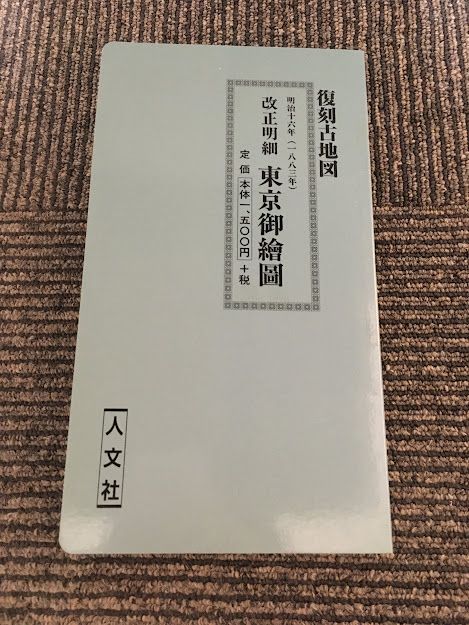 復刻古地図
明治十六年（一八八三年）
改正明細 東京御繪圖
定価 本体一、五〇〇円 +税
人文社